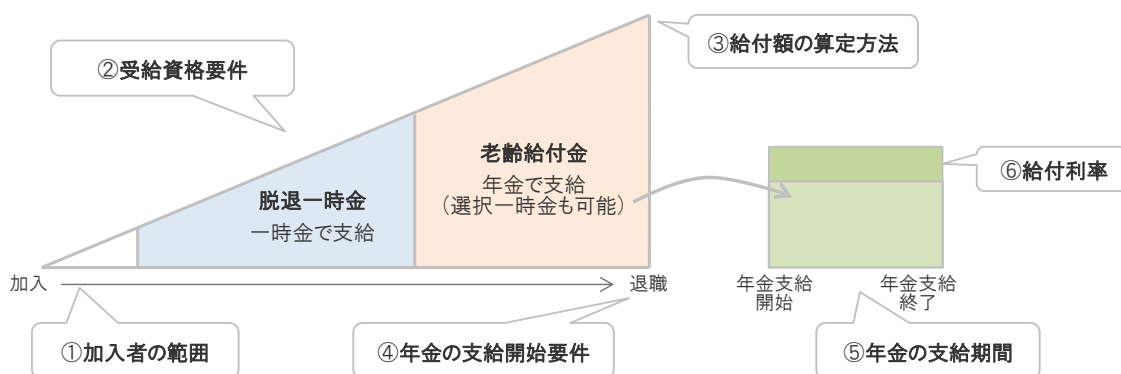 ③給付額の算定方法
②受給資格要件
老齢給付金
年金で支給
（選択一時金も可能）
⑥給付利率
脱退一時金
一時金で支給
加入
退職
年金支給
開始
年金支給
終了
①加入者の範囲
④年金の支給開始要件
⑤年金の支給期間